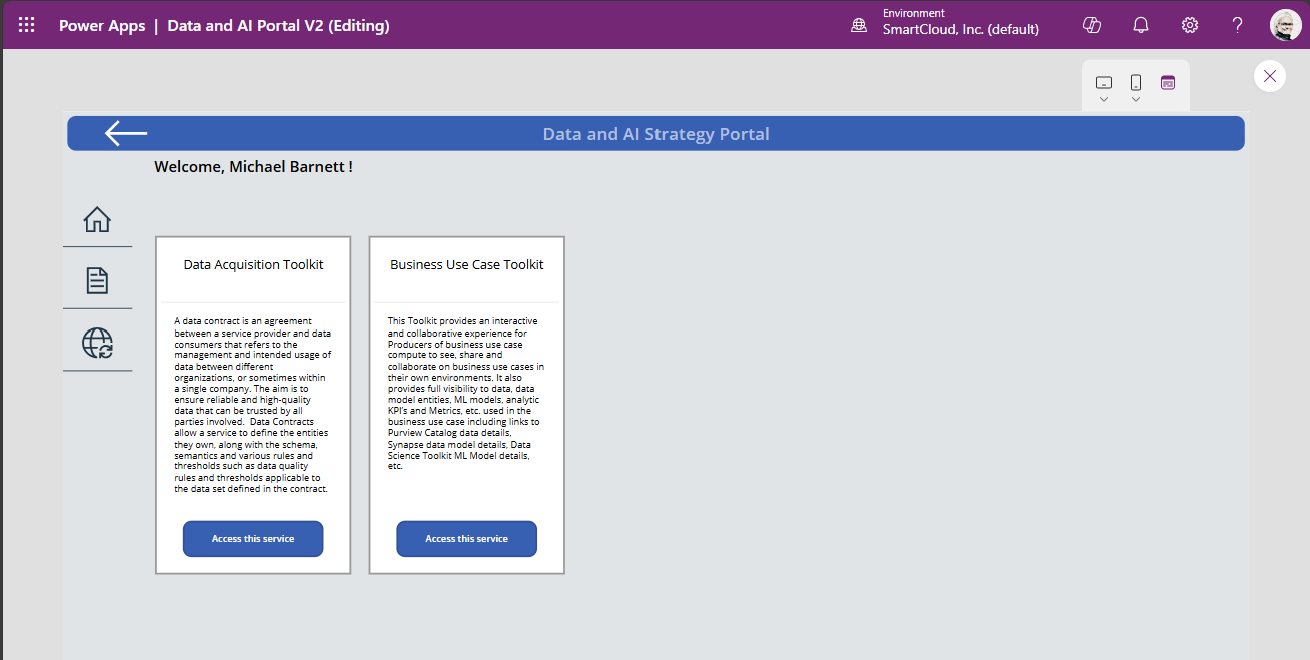 Power Apps | Data and AI Portal V2 (Editing)
Environment
SmartCloud, Inc. (default)
Data and AI Strategy Portal
Welcome, Michael Barnett !
Data Acquisition Toolkit
A data contract is an agreement
between a service provider and data
consumers that refers to the
management and intended usage of
data between different
organizations, or sometimes within
a single company. The aim is to
ensure reliable and high-quality
data that can be trusted by all
parties involved.  Data Contracts
allow a service to define the entities
they own, along with the schema,
semantics and various rules and
thresholds such as data quality
rules and thresholds applicable to
the data set defined in the contract.
Access this service
Business Use Case Toolkit
This Toolkit provides an interactive
and collaborative experience for
Producers of business use case
compute to see, share and
collaborate on business use cases in
their own environments. It also
provides full visibility to data, data
model entities, ML models, analytic
KPI's and Metrics, etc. used in the
business use case including links to
Purview Catalog data details,
Synapse data model details, Data
Science Toolkit ML Model details,
etc.
Access this service